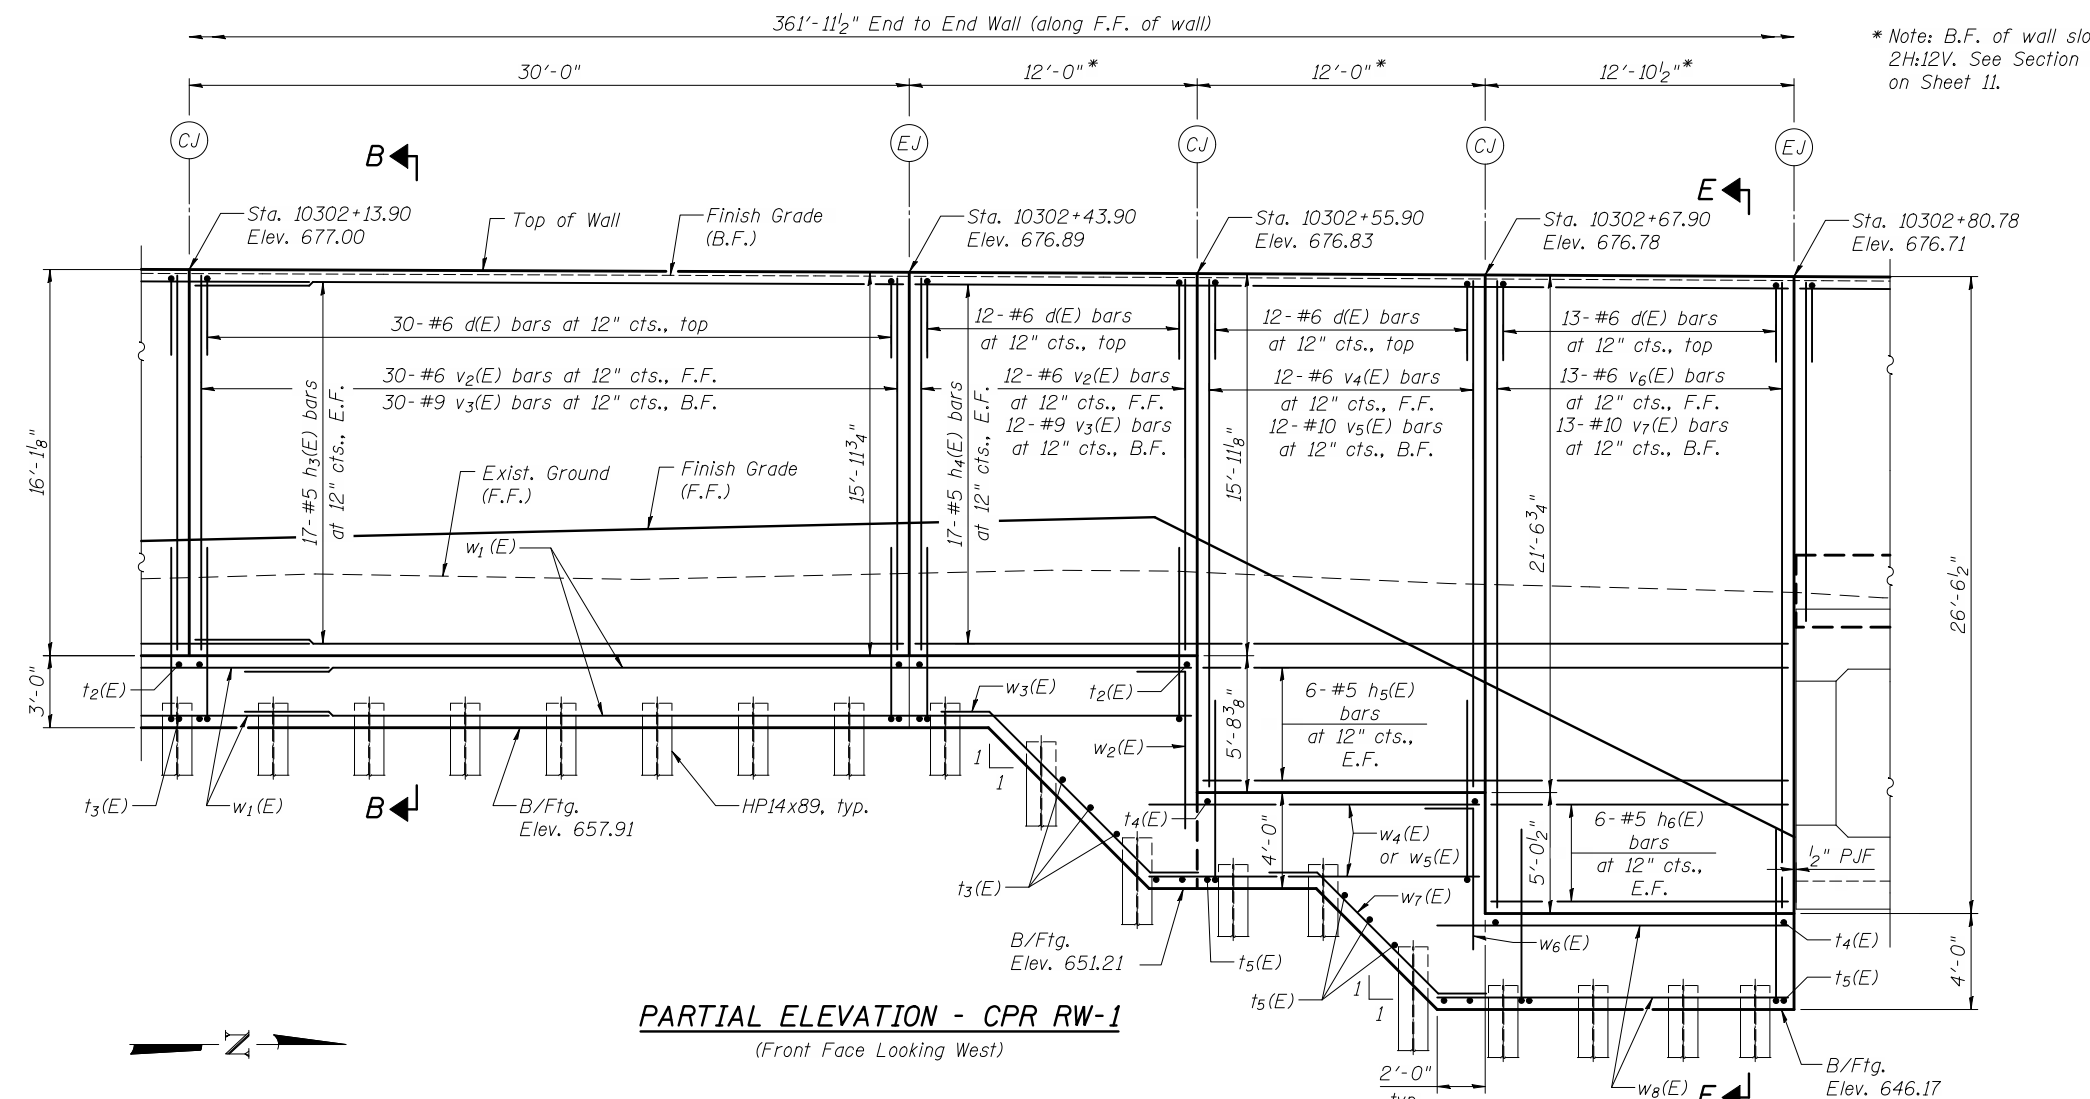 361'-11½" End to End Wall (along F.F. of wall)
* Note: B.F. of wall slo
2H:12V. See Section
on Sheet 11.
30'-0"
12'-0"*
12'-0"*
12'-10½"*
CJ
EJ
CJ
CJ
EJ
B
E
Sta. 10302+13.90
Elev. 677.00
Top of Wall
Finish Grade
(B.F.)
Sta. 10302+43.90
Elev. 676.89
Sta. 10302+55.90
Elev. 676.83
Sta. 10302+67.90
Elev. 676.78
Sta. 10302+80.78
Elev. 676.71
30-#6 d(E) bars at 12" cts., top
12-#6 d(E) bars
at 12" cts., top
12-#6 d(E) bars
at 12" cts., top
13-#6 d(E) bars
at 12" cts., top
30-#6 v2(E) bars at 12" cts., F.F.
30-#9 v3(E) bars at 12" cts., B.F.
12-#6 v2(E) bars
at 12" cts., F.F.
12-#9 v3(E) bars
at 12" cts., B.F.
12-#6 v4(E) bars
at 12" cts., F.F.
12-#10 v5(E) bars
at 12" cts., B.F.
13-#6 v6(E) bars
at 12" cts., F.F.
13-#10 v7(E) bars
at 12" cts., B.F.
16'-1⅛"
17-#5 h3(E) bars
at 12" cts., E.F.
15'-11¾"
17-#5 h4(E) bars
at 12" cts., E.F.
15'-11⅛"
21'-6¾"
26'-6½"
Exist. Ground
(F.F.)
Finish Grade
(F.F.)
w1(E)
t2(E)
3'-0"
w3(E)
t2(E)
6-#5 h5(E)
bars
at 12" cts.,
E.F.
5'-8⅜"
w2(E)
1
1
t3(E)
w1(E)
B
B/Ftg.
Elev. 657.91
HP14x89, typ.
t4(E)
4'-0"
w4(E)
or w5(E)
5'-0½"
6-#5 h6(E)
bars
at 12" cts.,
E.F.
½" PJF
t3(E)
w7(E)
B/Ftg.
Elev. 651.21
t5(E)
w6(E)
t4(E)
t5(E)
4'-0"
t5(E)
1
1
PARTIAL ELEVATION - CPR RW-1
(Front Face Looking West)
N
2'-0"
typ.
w8(E)
E
B/Ftg.
Elev. 646.17